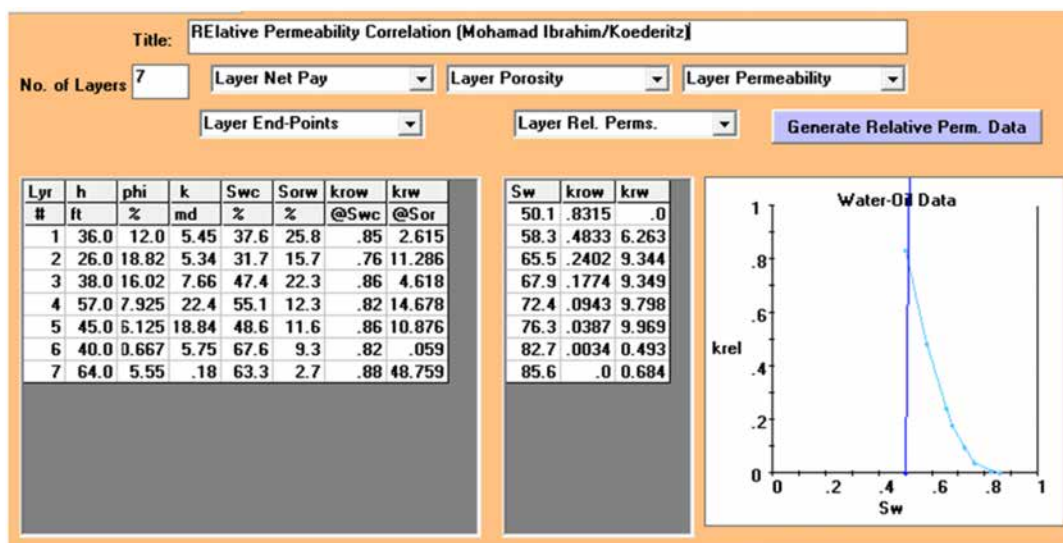 Title: RElative Permeability Correlation (Mohamad Ibrahim/Koederitz)
No. of Layers 7 Layer Net Pay Layer Porosity Layer Permeability
Layer End-Points Layer Rel. Perms. Generate Relative Perm. Data
Lyr h phi k Swc Sorw krow krw
# ft % md % % @Swc @Sor
1 36.0 12.0 5.45 37.6 25.8 .85 2.615
2 26.0 18.82 5.34 31.7 15.7 .76 11.286
3 38.0 16.02 7.66 47.4 22.3 .86 4.618
4 57.0 7.925 22.4 55.1 12.3 .82 14.678
5 45.0 6.125 18.84 48.6 11.6 .86 10.876
6 40.0 0.667 5.75 67.6 9.3 .82 .059
7 64.0 5.55 .18 63.3 2.7 .88 48.759
Sw krow krw
50.1 .8315 .0
58.3 .4833 6.263
65.5 .2402 9.344
67.9 .1774 9.349
72.4 .0943 9.798
76.3 .0387 9.969
82.7 .0034 0.493
85.6 .0 0.684
Water-Oil Data
1
.8
.6
krel
.4
.2
0
0 .2 .4 .6 .8 1
Sw